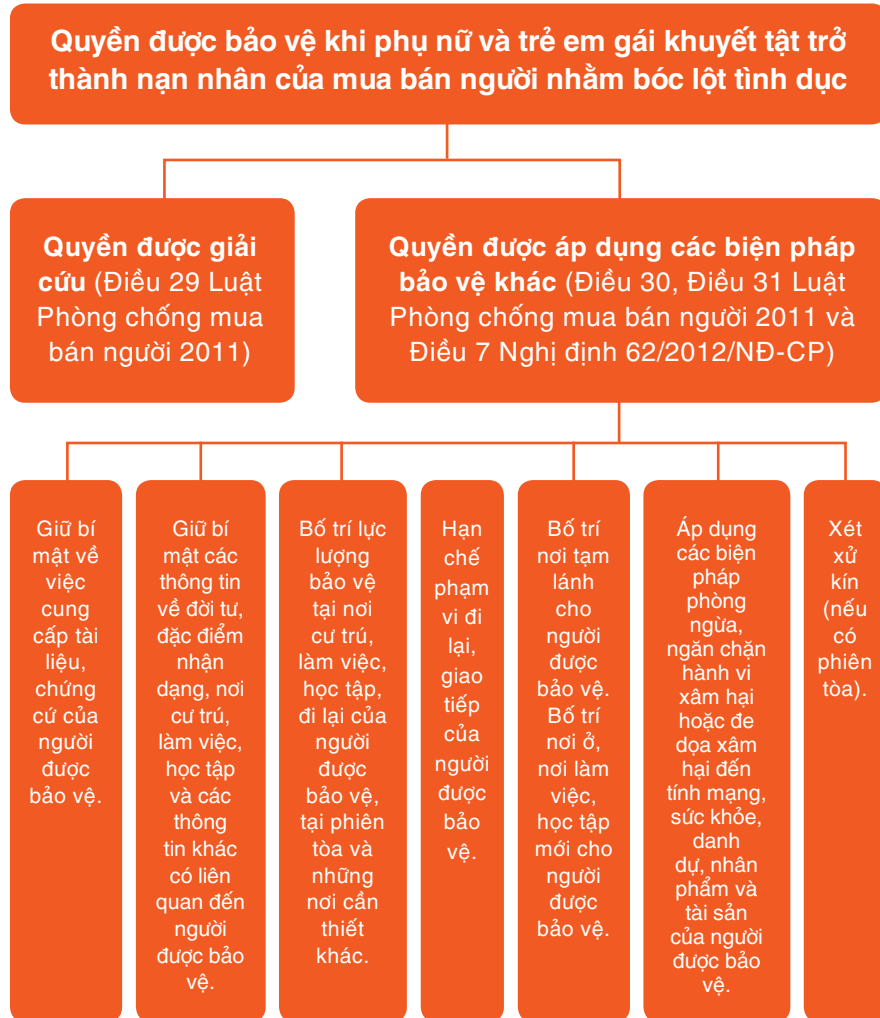 Quyền được bảo vệ khi phụ nữ và trẻ em gái khuyết tật trở
thành nạn nhân của mua bán người nhằm bóc lột tình dục
Quyền được giải
cứu (Điều 29 Luật
Phòng chống mua
bán người 2011)
Quyền được áp dụng các biện pháp
bảo vệ khác (Điều 30, Điều 31 Luật
Phòng chống mua bán người 2011 và
Điều 7 Nghị định 62/2012/NĐ-CP)
Giữ bí
mật về
việc
cung
cấp tài
liệu,
chứng
cứ của
người
được
bảo vệ.
Giữ bí
mật các
thông tin
về đời tư,
đặc điểm
nhận
dạng, nơi
cư trú,
làm việc,
học tập
và các
thông
tin khác
có liên
quan đến
người
được bảo
vệ.
Bố trí lực
lượng
bảo vệ
tại nơi
cư trú,
làm việc,
học tập,
đi lại của
người
được
bảo vệ,
tại phiên
tòa và
những
nơi cần
thiết
khác.
Hạn
chế
phạm
vi đi
lại,
giao
tiếp
của
người
được
bảo
vệ.
Bố trí
nơi tạm
lánh
cho
người
được
bảo vệ.
Bố trí
nơi ở,
nơi làm
việc,
học tập
mới cho
người
được
bảo vệ.
Áp dụng
các biện
pháp
phòng
ngừa,
ngăn chặn
hành vi
xâm hại
hoặc đe
dọa xâm
hại đến
tính mạng,
sức khỏe,
danh
dự, nhân
phẩm và
tài sản
của người
được bảo
vệ.
Xét
xử
kín
(nếu
có
phiên
tòa).